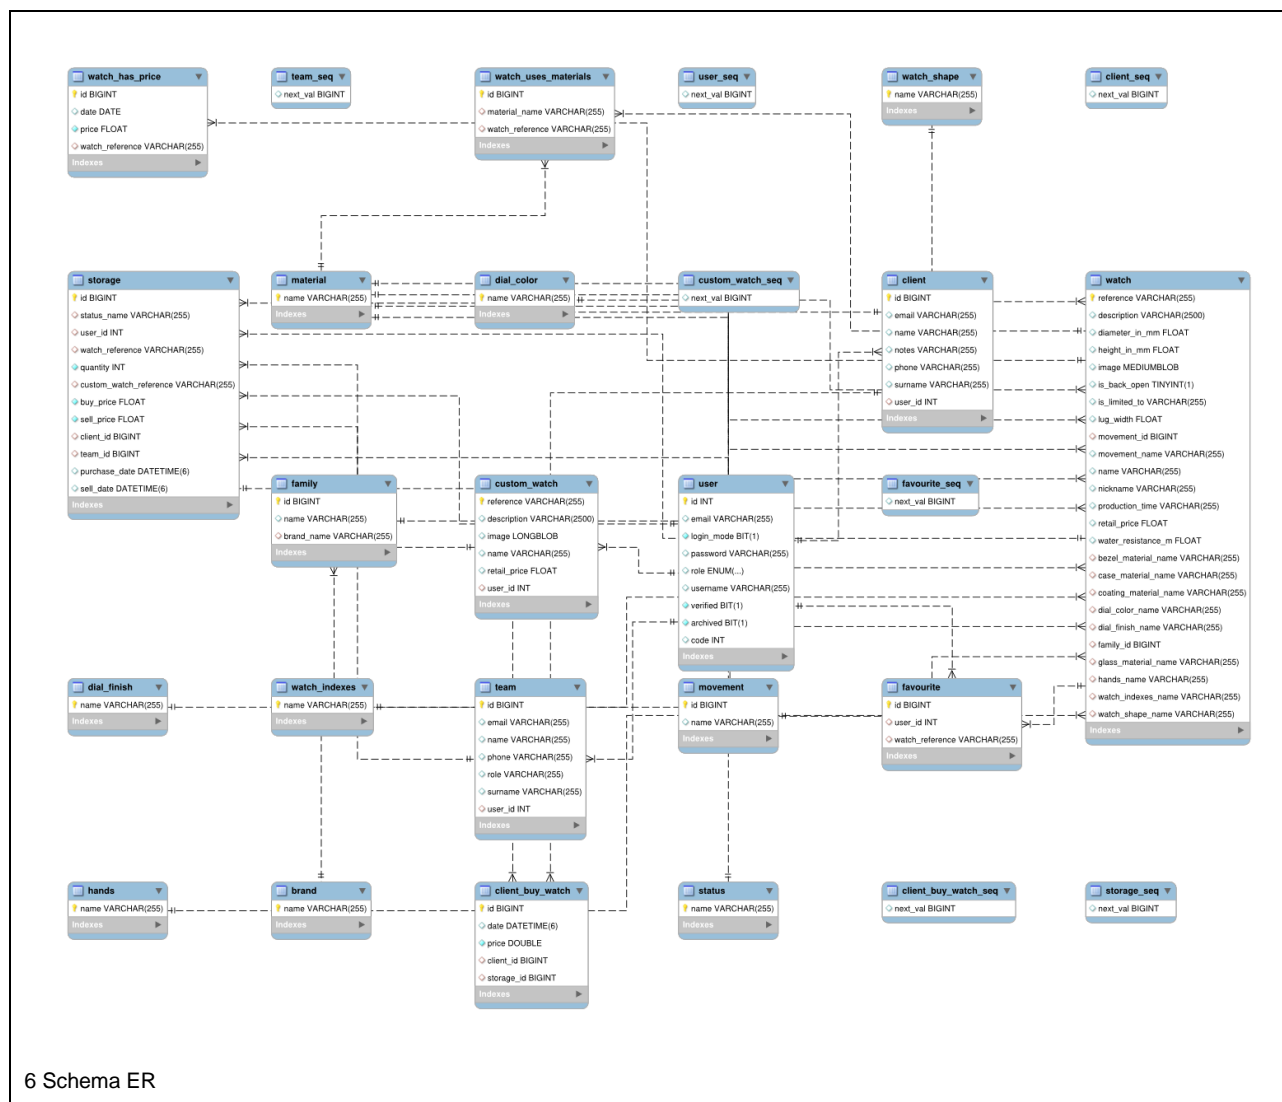 watch_has_price
id BIGINT
date DATE
price FLOAT
watch_reference VARCHAR(255)
Indexes
team_seq
next_val BIGINT
watch_uses_materials
id BIGINT
material_name VARCHAR(255)
watch_reference VARCHAR(255)
Indexes
user_seq
next_val BIGINT
watch_shape
name VARCHAR(255)
Indexes
client_seq
next_val BIGINT
storage
id BIGINT
status_name VARCHAR(255)
user_id INT
watch_reference VARCHAR(255)
quantity INT
custom_watch_reference VARCHAR(255)
buy_price FLOAT
sell_price FLOAT
client_id BIGINT
team_id BIGINT
purchase_date DATETIME(6)
sell_date DATETIME(6)
Indexes
material
name VARCHAR(255)
Indexes
dial_color
name VARCHAR(255)
Indexes
custom_watch_seq
next_val BIGINT
client
id BIGINT
email VARCHAR(255)
name VARCHAR(255)
notes VARCHAR(255)
phone VARCHAR(255)
surname VARCHAR(255)
user_id INT
Indexes
watch
reference VARCHAR(255)
description VARCHAR(2500)
diameter_in_mm FLOAT
height_in_mm FLOAT
image MEDIUMBLOB
is_back_open TINYINT(1)
is_limited_to VARCHAR(255)
lug_width FLOAT
movement_id BIGINT
movement_name VARCHAR(255)
name VARCHAR(255)
nickname VARCHAR(255)
production_time VARCHAR(255)
retail_price FLOAT
water_resistance_m FLOAT
bezel_material_name VARCHAR(255)
case_material_name VARCHAR(255)
coating_material_name VARCHAR(255)
dial_color_name VARCHAR(255)
dial_finish_name VARCHAR(255)
family_id BIGINT
glass_material_name VARCHAR(255)
hands_name VARCHAR(255)
watch_indexes_name VARCHAR(255)
watch_shape_name VARCHAR(255)
Indexes
family
id BIGINT
name VARCHAR(255)
brand_name VARCHAR(255)
Indexes
custom_watch
reference VARCHAR(255)
description VARCHAR(2500)
image LONGBLOB
name VARCHAR(255)
retail_price FLOAT
user_id INT
Indexes
user
id INT
email VARCHAR(255)
login_mode BIT(1)
password VARCHAR(255)
role ENUM(...)
username VARCHAR(255)
verified BIT(1)
archived BIT(1)
code INT
Indexes
favourite_seq
next_val BIGINT
dial_finish
name VARCHAR(255)
Indexes
watch_indexes
name VARCHAR(255)
Indexes
team
id BIGINT
email VARCHAR(255)
name VARCHAR(255)
phone VARCHAR(255)
role VARCHAR(255)
surname VARCHAR(255)
user_id INT
Indexes
movement
id BIGINT
name VARCHAR(255)
Indexes
favourite
id BIGINT
user_id INT
watch_reference VARCHAR(255)
Indexes
hands
name VARCHAR(255)
Indexes
brand
name VARCHAR(255)
Indexes
client_buy_watch
id BIGINT
date DATETIME(6)
price DOUBLE
client_id BIGINT
storage_id BIGINT
Indexes
status
name VARCHAR(255)
Indexes
client_buy_watch_seq
next_val BIGINT
storage_seq
next_val BIGINT
6 Schema ER